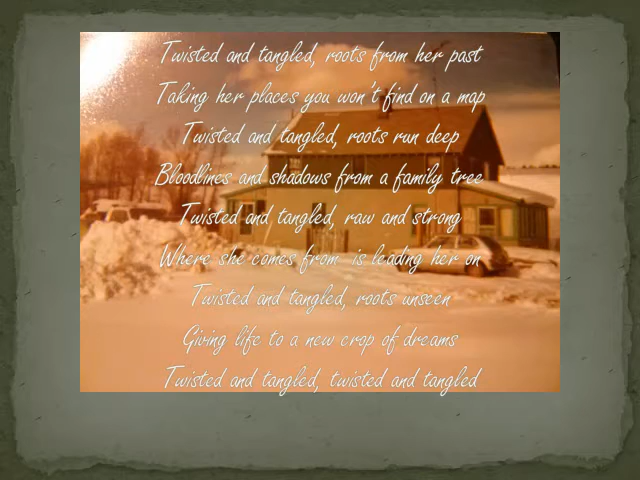 Twisted and tangled, roots from her past
Taking her places you won't find on a map
Twisted and tangled, roots run deep
Bloodlines and shadows from a family tree
Twisted and tangled, raw and strong
Where she comes from is leading her on
Twisted and tangled, roots unseen
Giving life to a new crop of dreams
Twisted and tangled, twisted and tangled